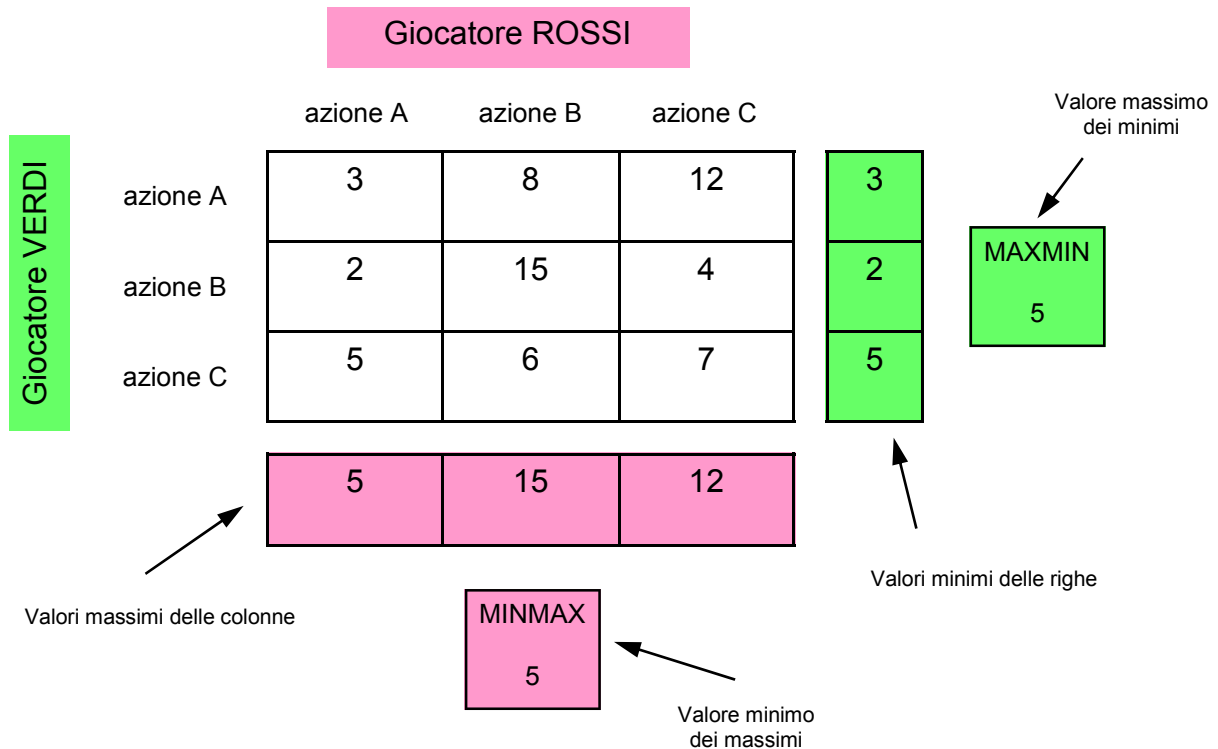 Giocatore ROSSI
azione A azione B azione C
Valore massimo
dei minimi
Giocatore VERDI
azione A 3 8 12 3
azione B 2 15 4 2
azione C 5 6 7 5
MAXMIN
5
5 15 12
Valori minimi delle righe
Valori massimi delle colonne
MINMAX
5
Valore minimo
dei massimi